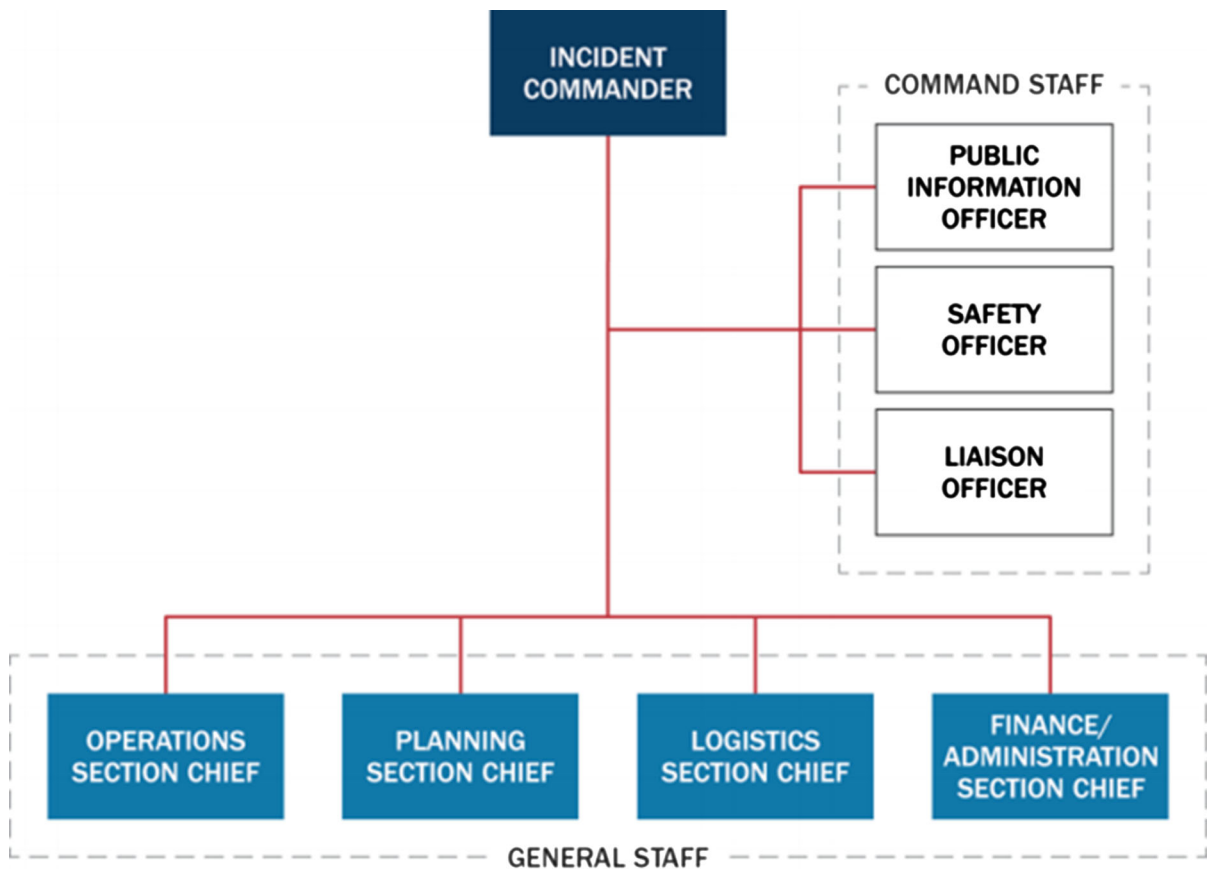 INCIDENT
COMMANDER
COMMAND STAFF
PUBLIC
INFORMATION
OFFICER
SAFETY
OFFICER
LIAISON
OFFICER
OPERATIONS
SECTION CHIEF
PLANNING
SECTION CHIEF
LOGISTICS
SECTION CHIEF
FINANCE/
ADMINISTRATION
SECTION CHIEF
GENERAL STAFF